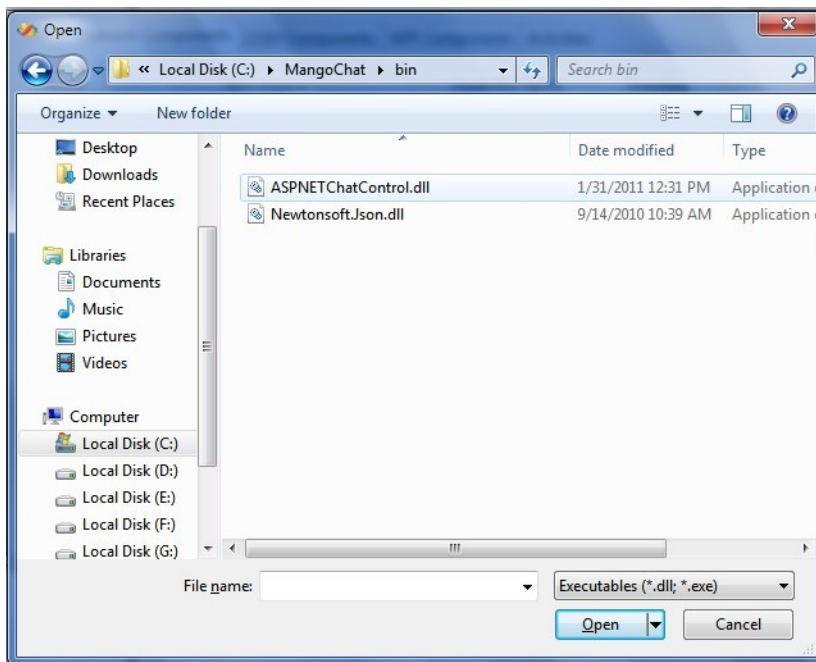 Open
« Local Disk (C:) ▸ MangoChat ▸ bin
Search bin
Organize
New folder
Desktop
Downloads
Recent Places
Libraries
Documents
Music
Pictures
Videos
Computer
Local Disk (C:)
Local Disk (D:)
Local Disk (E:)
Local Disk (F:)
Local Disk (G:)
Name Date modified Type
ASPNETChatControl.dll 1/31/2011 12:31 PM Application
Newtonsoft.Json.dll 9/14/2010 10:39 AM Application
File name:
Executables (*.dll; *.exe)
Open
Cancel